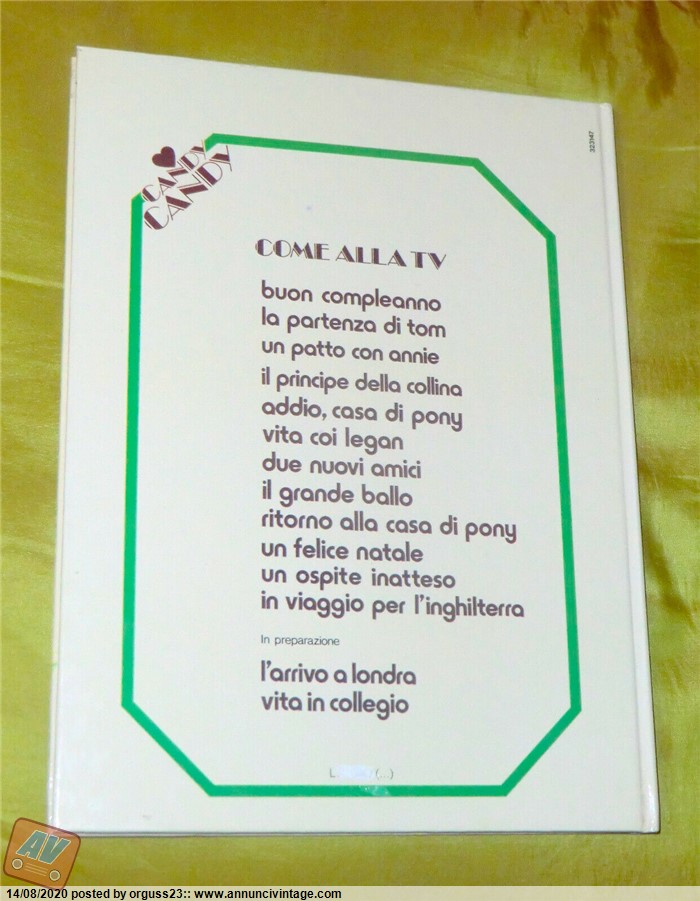 323147
CANDY
CANDY
COME ALLA TV
buon compleanno
la partenza di tom
un patto con annie
il principe della collina
addio, casa di pony
vita coi legan
due nuovi amici
il grande ballo
ritorno alla casa di pony
un felice natale
un ospite inatteso
in viaggio per l'inghilterra
In preparazione
l'arrivo a londra
vita in collegio
L. (...)
AV
14/08/2020 posted by orguss23:: www.annuncivintage.com